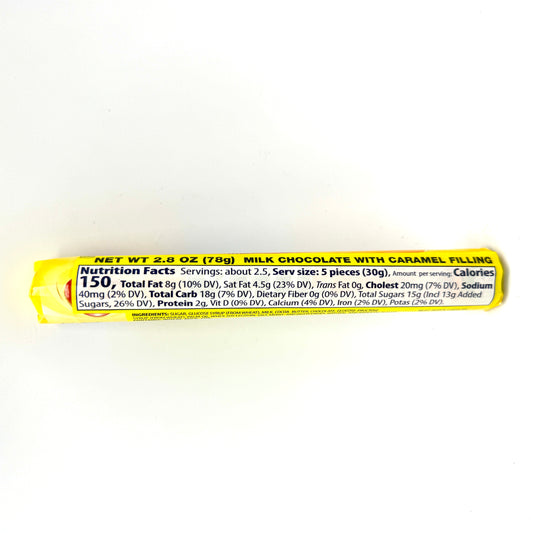 NET WT 2.8 OZ (78g) MILK CHOCOLATE WITH CARAMEL FILLING
Nutrition Facts Servings: about 2.5, Serv size: 5 pieces (30g), Amount per serving: Calories
150, Total Fat 8g (10% DV), Sat Fat 4.5g (23% DV), Trans Fat 0g, Cholest 20mg (7% DV), Sodium
40mg (2% DV), Total Carb 18g (7% DV), Dietary Fiber 0g (0% DV), Total Sugars 15g (Incl 13g Added
Sugars, 26% DV), Protein 2g, Vit D (0% DV), Calcium (4% DV), Iron (2% DV), Potas (2% DV).
INGREDIENTS: SUGAR, GLUCOSE SYRUP (FROM WHEAT), MILK, COCOA BUTTER, CHOCOLATE,